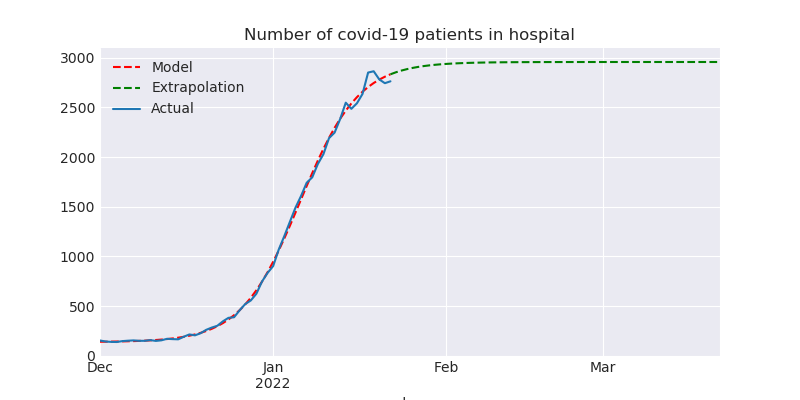 Number of covid-19 patients in hospital
Model
Extrapolation
Actual
3000
2500
2000
1500
1000
500
0
Dec
Jan
Feb
Mar
2022